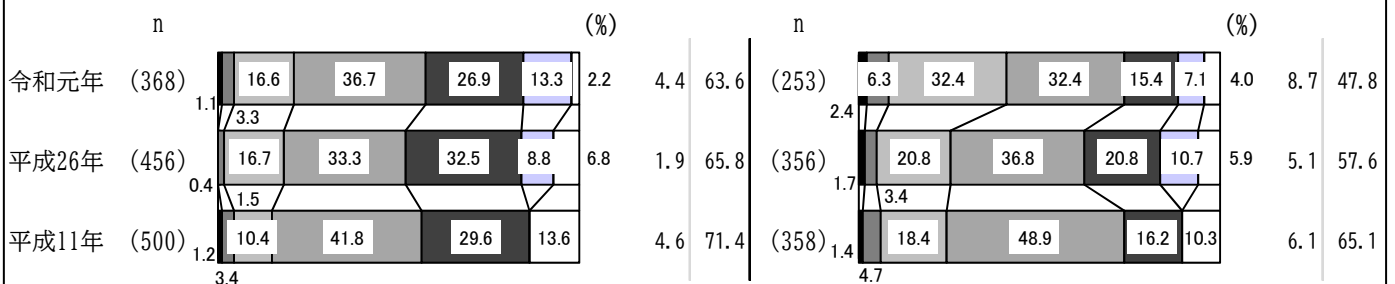 n (%) n (%)
令和元年 (368) 16.6 36.7 26.9 13.3 2.2 4.4 63.6 (253) 6.3 32.4 32.4 15.4 7.1 4.0 8.7 47.8
1.1 3.3 2.4
平成26年 (456) 16.7 33.3 32.5 8.8 6.8 1.9 65.8 (356) 20.8 36.8 20.8 10.7 5.9 5.1 57.6
0.4 1.5 1.7 3.4
平成11年 (500) 10.4 41.8 29.6 13.6 4.6 71.4 (358) 18.4 48.9 16.2 10.3 6.1 65.1
1.2 1.4
3.4 4.7